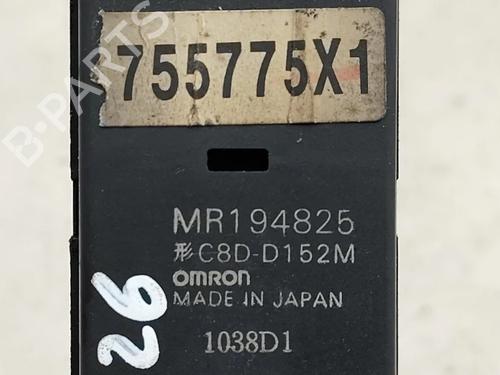 755775X1
B-PARTS
MR194825
形C8D-D152M
omron
MADE IN JAPAN
1038D1
26